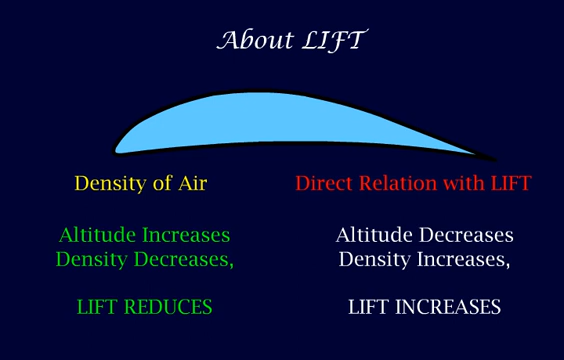 About LIFT
Density of Air
Direct Relation with LIFT
Altitude Increases
Density Decreases,
LIFT REDUCES
Altitude Decreases
Density Increases,
LIFT INCREASES